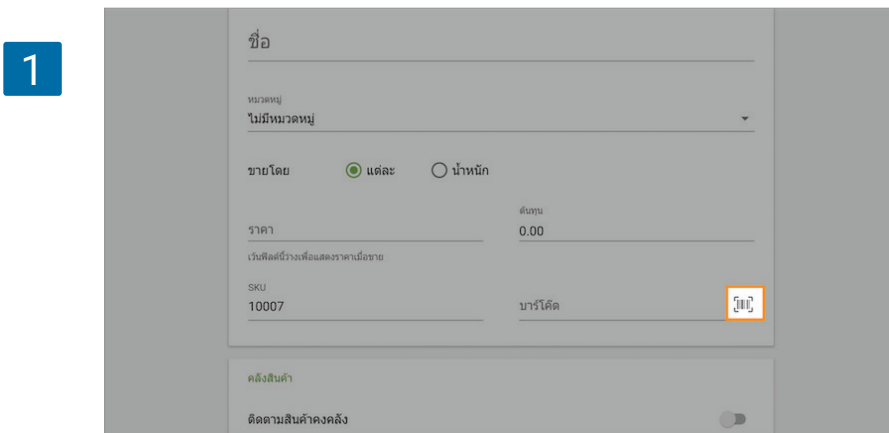 1
ชื่อ
หมวดหมู่
ไม่มีหมวดหมู่
ขายโดย แต่ละ น้ำหนัก
ราคา
ต้นทุน
0.00
เว้นฟิลด์นี้ว่างเพื่อแสดงราคาเมื่อขาย
SKU
10007
บาร์โค้ด
คลังสินค้า
ติดตามสินค้าคงคลัง